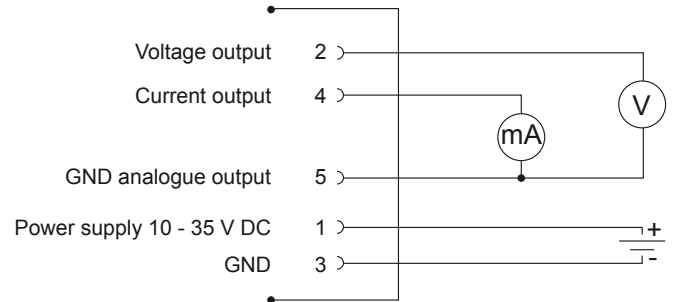 Voltage output 2
V
Current output 4
mA
GND analogue output 5
Power supply 10 - 35 V DC 1
+
GND 3
-